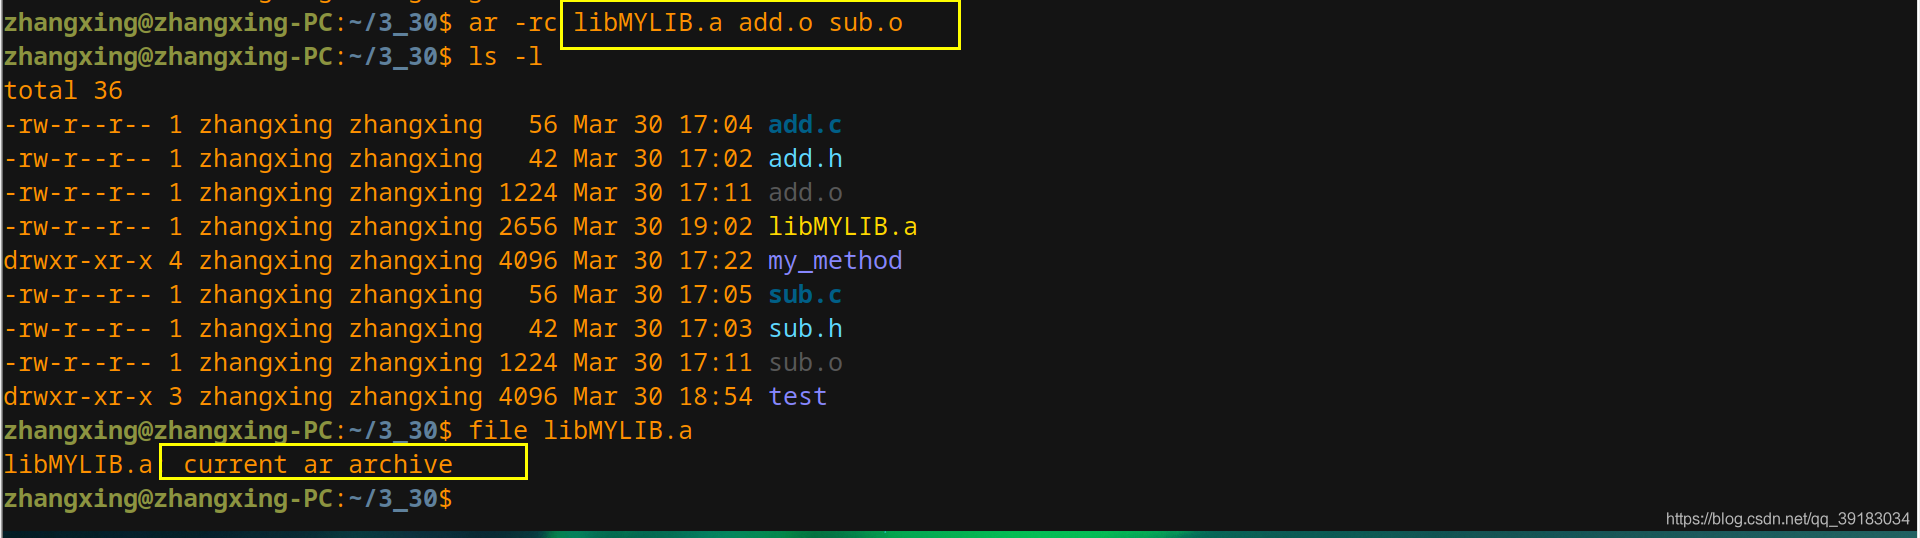 zhangxing@zhangxing-PC:~/3_30$ ar -rc libMYLIB.a add.o sub.o
zhangxing@zhangxing-PC:~/3_30$ ls -l
total 36
-rw-r--r-- 1 zhangxing zhangxing   56 Mar 30 17:04 add.c
-rw-r--r-- 1 zhangxing zhangxing   42 Mar 30 17:02 add.h
-rw-r--r-- 1 zhangxing zhangxing 1224 Mar 30 17:11 add.o
-rw-r--r-- 1 zhangxing zhangxing 2656 Mar 30 19:02 libMYLIB.a
drwxr-xr-x 4 zhangxing zhangxing 4096 Mar 30 17:22 my_method
-rw-r--r-- 1 zhangxing zhangxing   56 Mar 30 17:05 sub.c
-rw-r--r-- 1 zhangxing zhangxing   42 Mar 30 17:03 sub.h
-rw-r--r-- 1 zhangxing zhangxing 1224 Mar 30 17:11 sub.o
drwxr-xr-x 3 zhangxing zhangxing 4096 Mar 30 18:54 test
zhangxing@zhangxing-PC:~/3_30$ file libMYLIB.a
libMYLIB.a  current ar archive
zhangxing@zhangxing-PC:~/3_30$
https://blog.csdn.net/qq_39183034